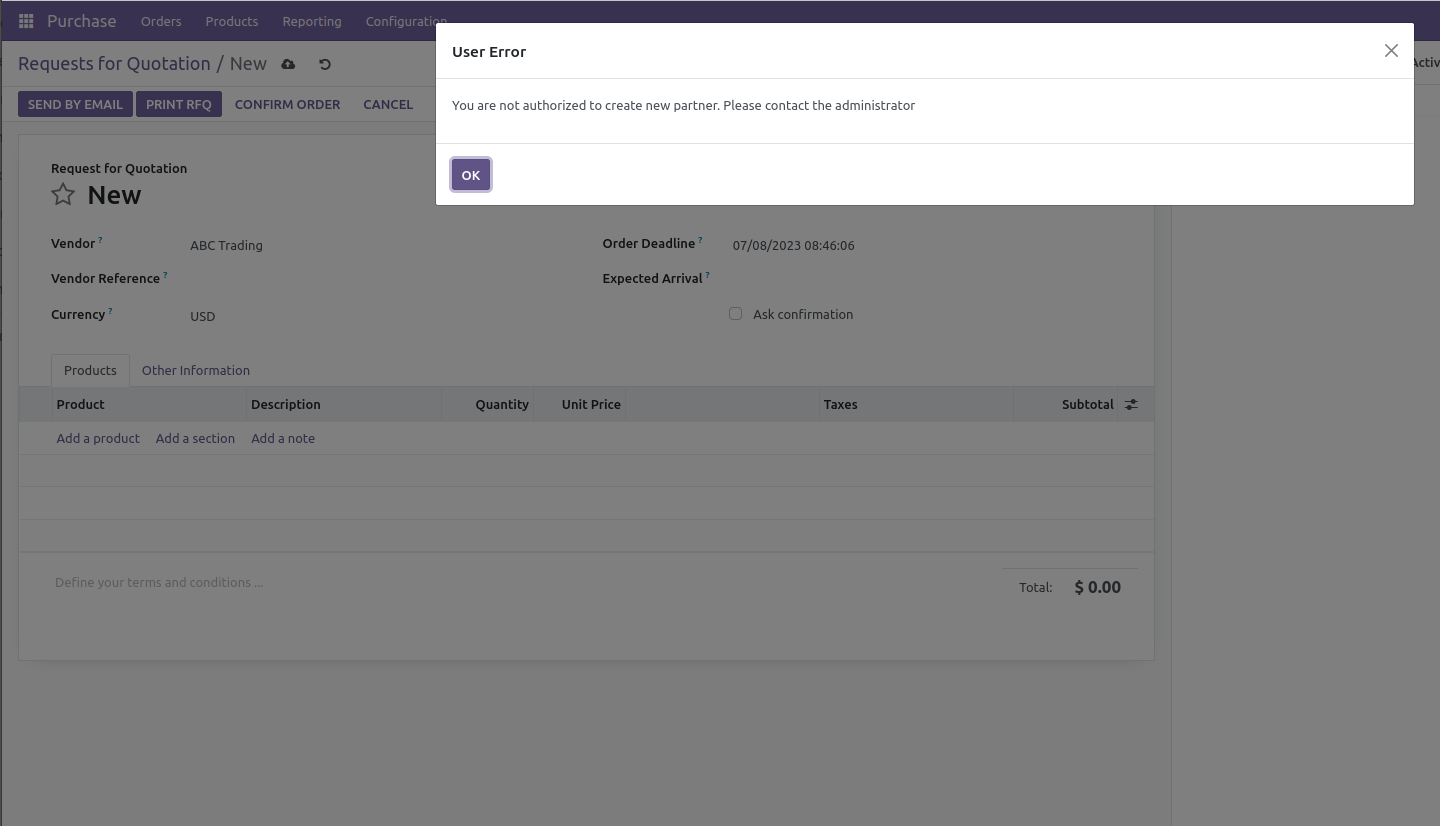 Purchase Orders Products Reporting Configuration
User Error
Requests for Quotation / New
Activ
SEND BY EMAIL PRINT RFQ CONFIRM ORDER CANCEL
You are not authorized to create new partner. Please contact the administrator
OK
Request for Quotation
New
Vendor ? ABC Trading Order Deadline ? 07/08/2023 08:46:06
Vendor Reference ? Expected Arrival ?
Currency ? USD Ask confirmation
Products Other Information
Product Description Quantity Unit Price Taxes Subtotal
Add a product Add a section Add a note
Define your terms and conditions ...
Total: $ 0.00